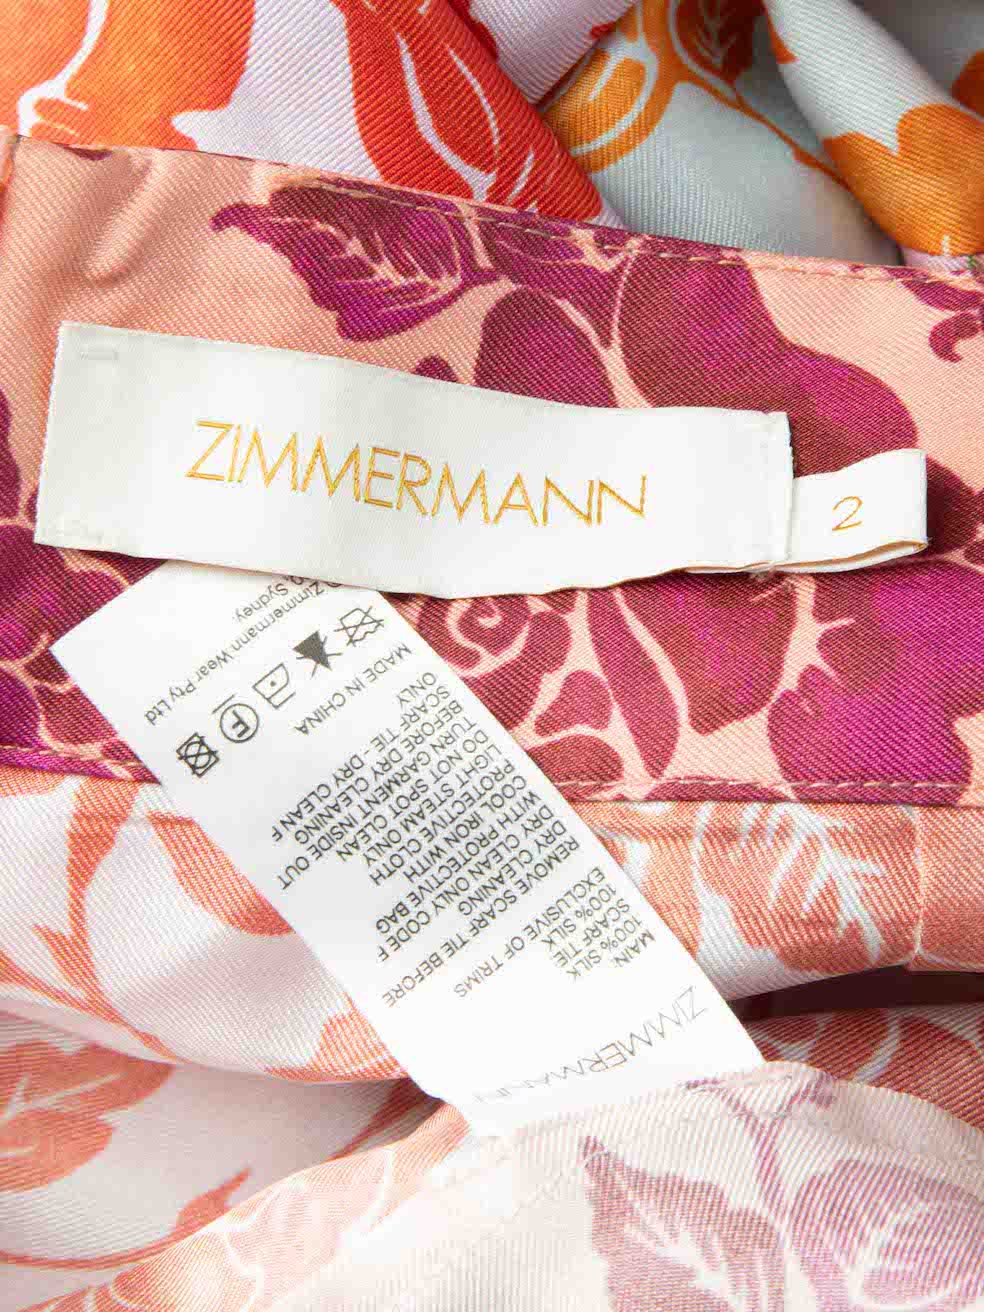 ZIMMERMANN
2
ZIMMERMANN
MAIN:
100% SILK
SCARF TIE:
100% SILK
EXCLUSIVE OF TRIMS
REMOVE SCARF TIE BEFORE
DRY CLEANING
DRY CLEAN ONLY CODE F
WITH PROTECTIVE BAG
COOL IRON WITH
PROTECTIVE CLOTH
LIGHT STEAM ONLY
DO NOT SPOT CLEAN
TURN GARMENT INSIDE OUT
BEFORE DRY CLEANING
SCARF TIE - DRY CLEAN F
ONLY
MADE IN CHINA
F
Zimmermann Wear Pty Ltd
Sydney.